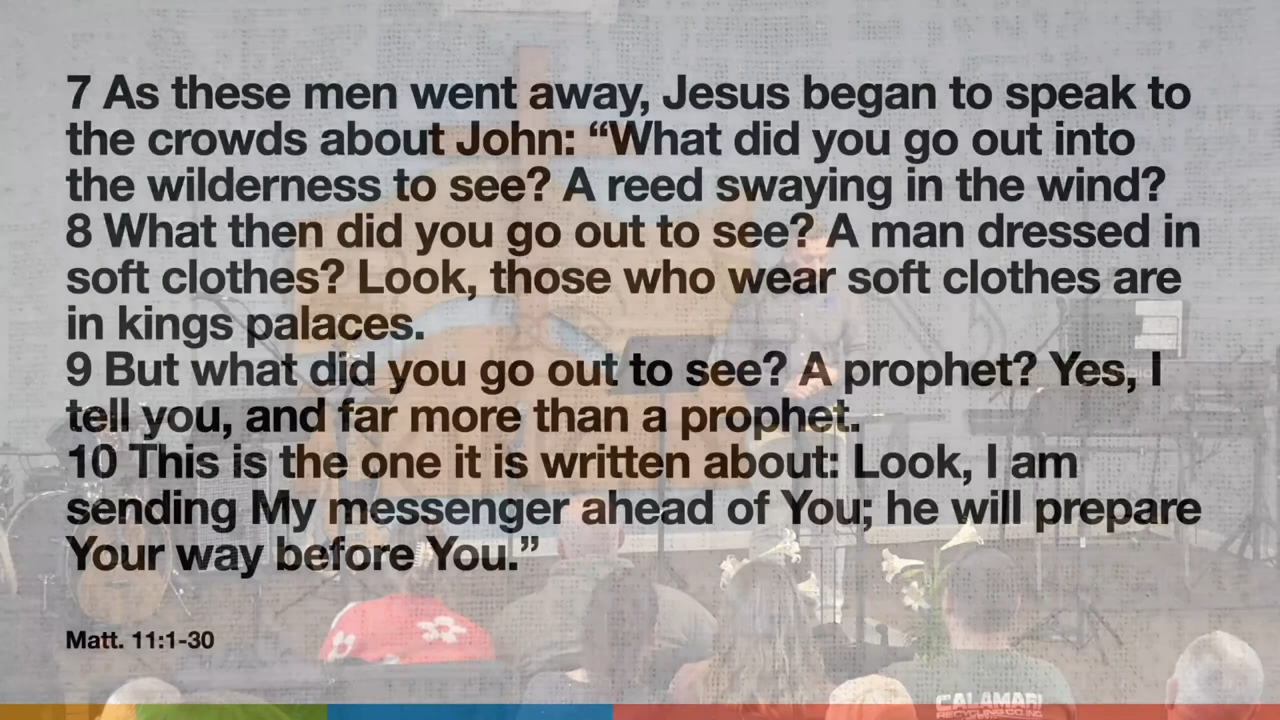 7 As these men went away, Jesus began to speak to
the crowds about John: “What did you go out into
the wilderness to see? A reed swaying in the wind?
8 What then did you go out to see? A man dressed in
soft clothes? Look, those who wear soft clothes are
in kings palaces.
9 But what did you go out to see? A prophet? Yes, I
tell you, and far more than a prophet.
10 This is the one it is written about: Look, I am
sending My messenger ahead of You; he will prepare
Your way before You.”
Matt. 11:1-30
CALAMARI
RECYCLING CO. INC